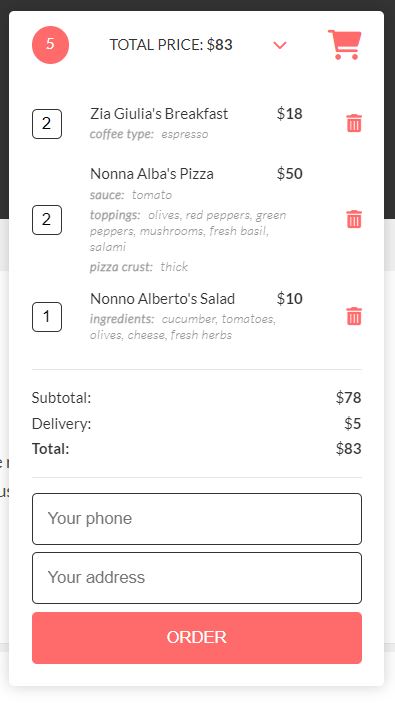 5 TOTAL PRICE: $83
2 Zia Giulia's Breakfast $18
coffee type: espresso
2 Nonna Alba's Pizza $50
sauce: tomato
toppings: olives, red peppers, green
peppers, mushrooms, fresh basil,
salami
pizza crust: thick
1 Nonno Alberto's Salad $10
ingredients: cucumber, tomatoes,
olives, cheese, fresh herbs
Subtotal: $78
Delivery: $5
Total: $83
Your phone
Your address
ORDER